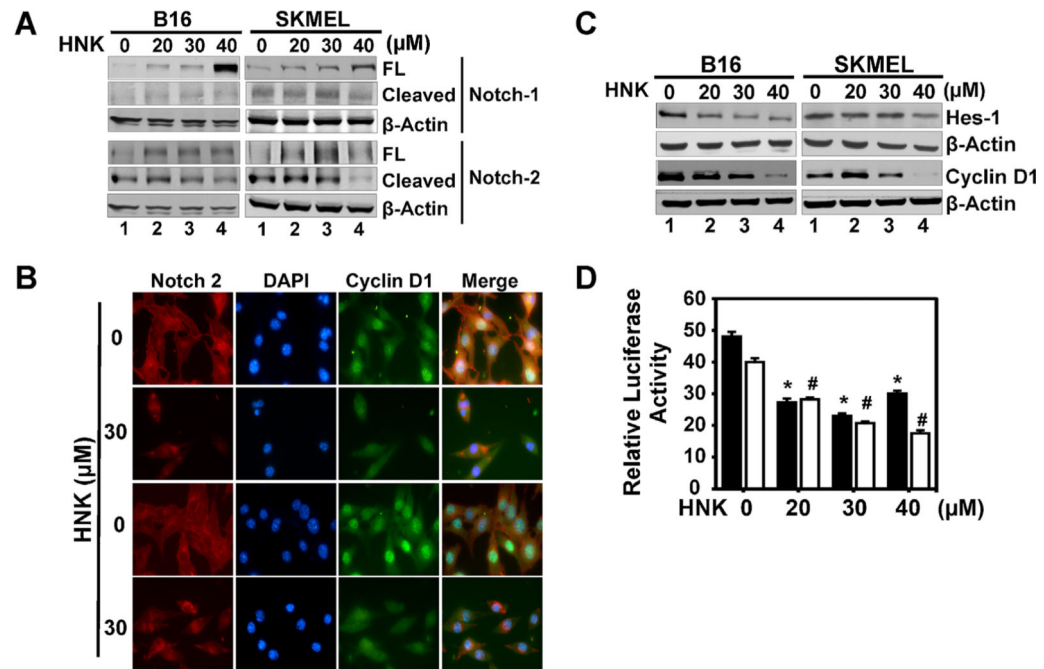 A
B16 SKMEL
HNK 0 20 30 40 0 20 30 40 (µM)
FL
Cleaved Notch-1
β-Actin
FL
Cleaved Notch-2
β-Actin
1 2 3 4 1 2 3 4
B
Notch 2 DAPI Cyclin D1 Merge
0
30
HNK (µM)
0
30
C
B16 SKMEL
HNK 0 20 30 40 0 20 30 40 (µM)
Hes-1
β-Actin
Cyclin D1
β-Actin
1 2 3 4 1 2 3 4
D
Relative Luciferase
Activity
60
50
40
30
20
10
0
* # * # * #
HNK 0 20 30 40 (µM)